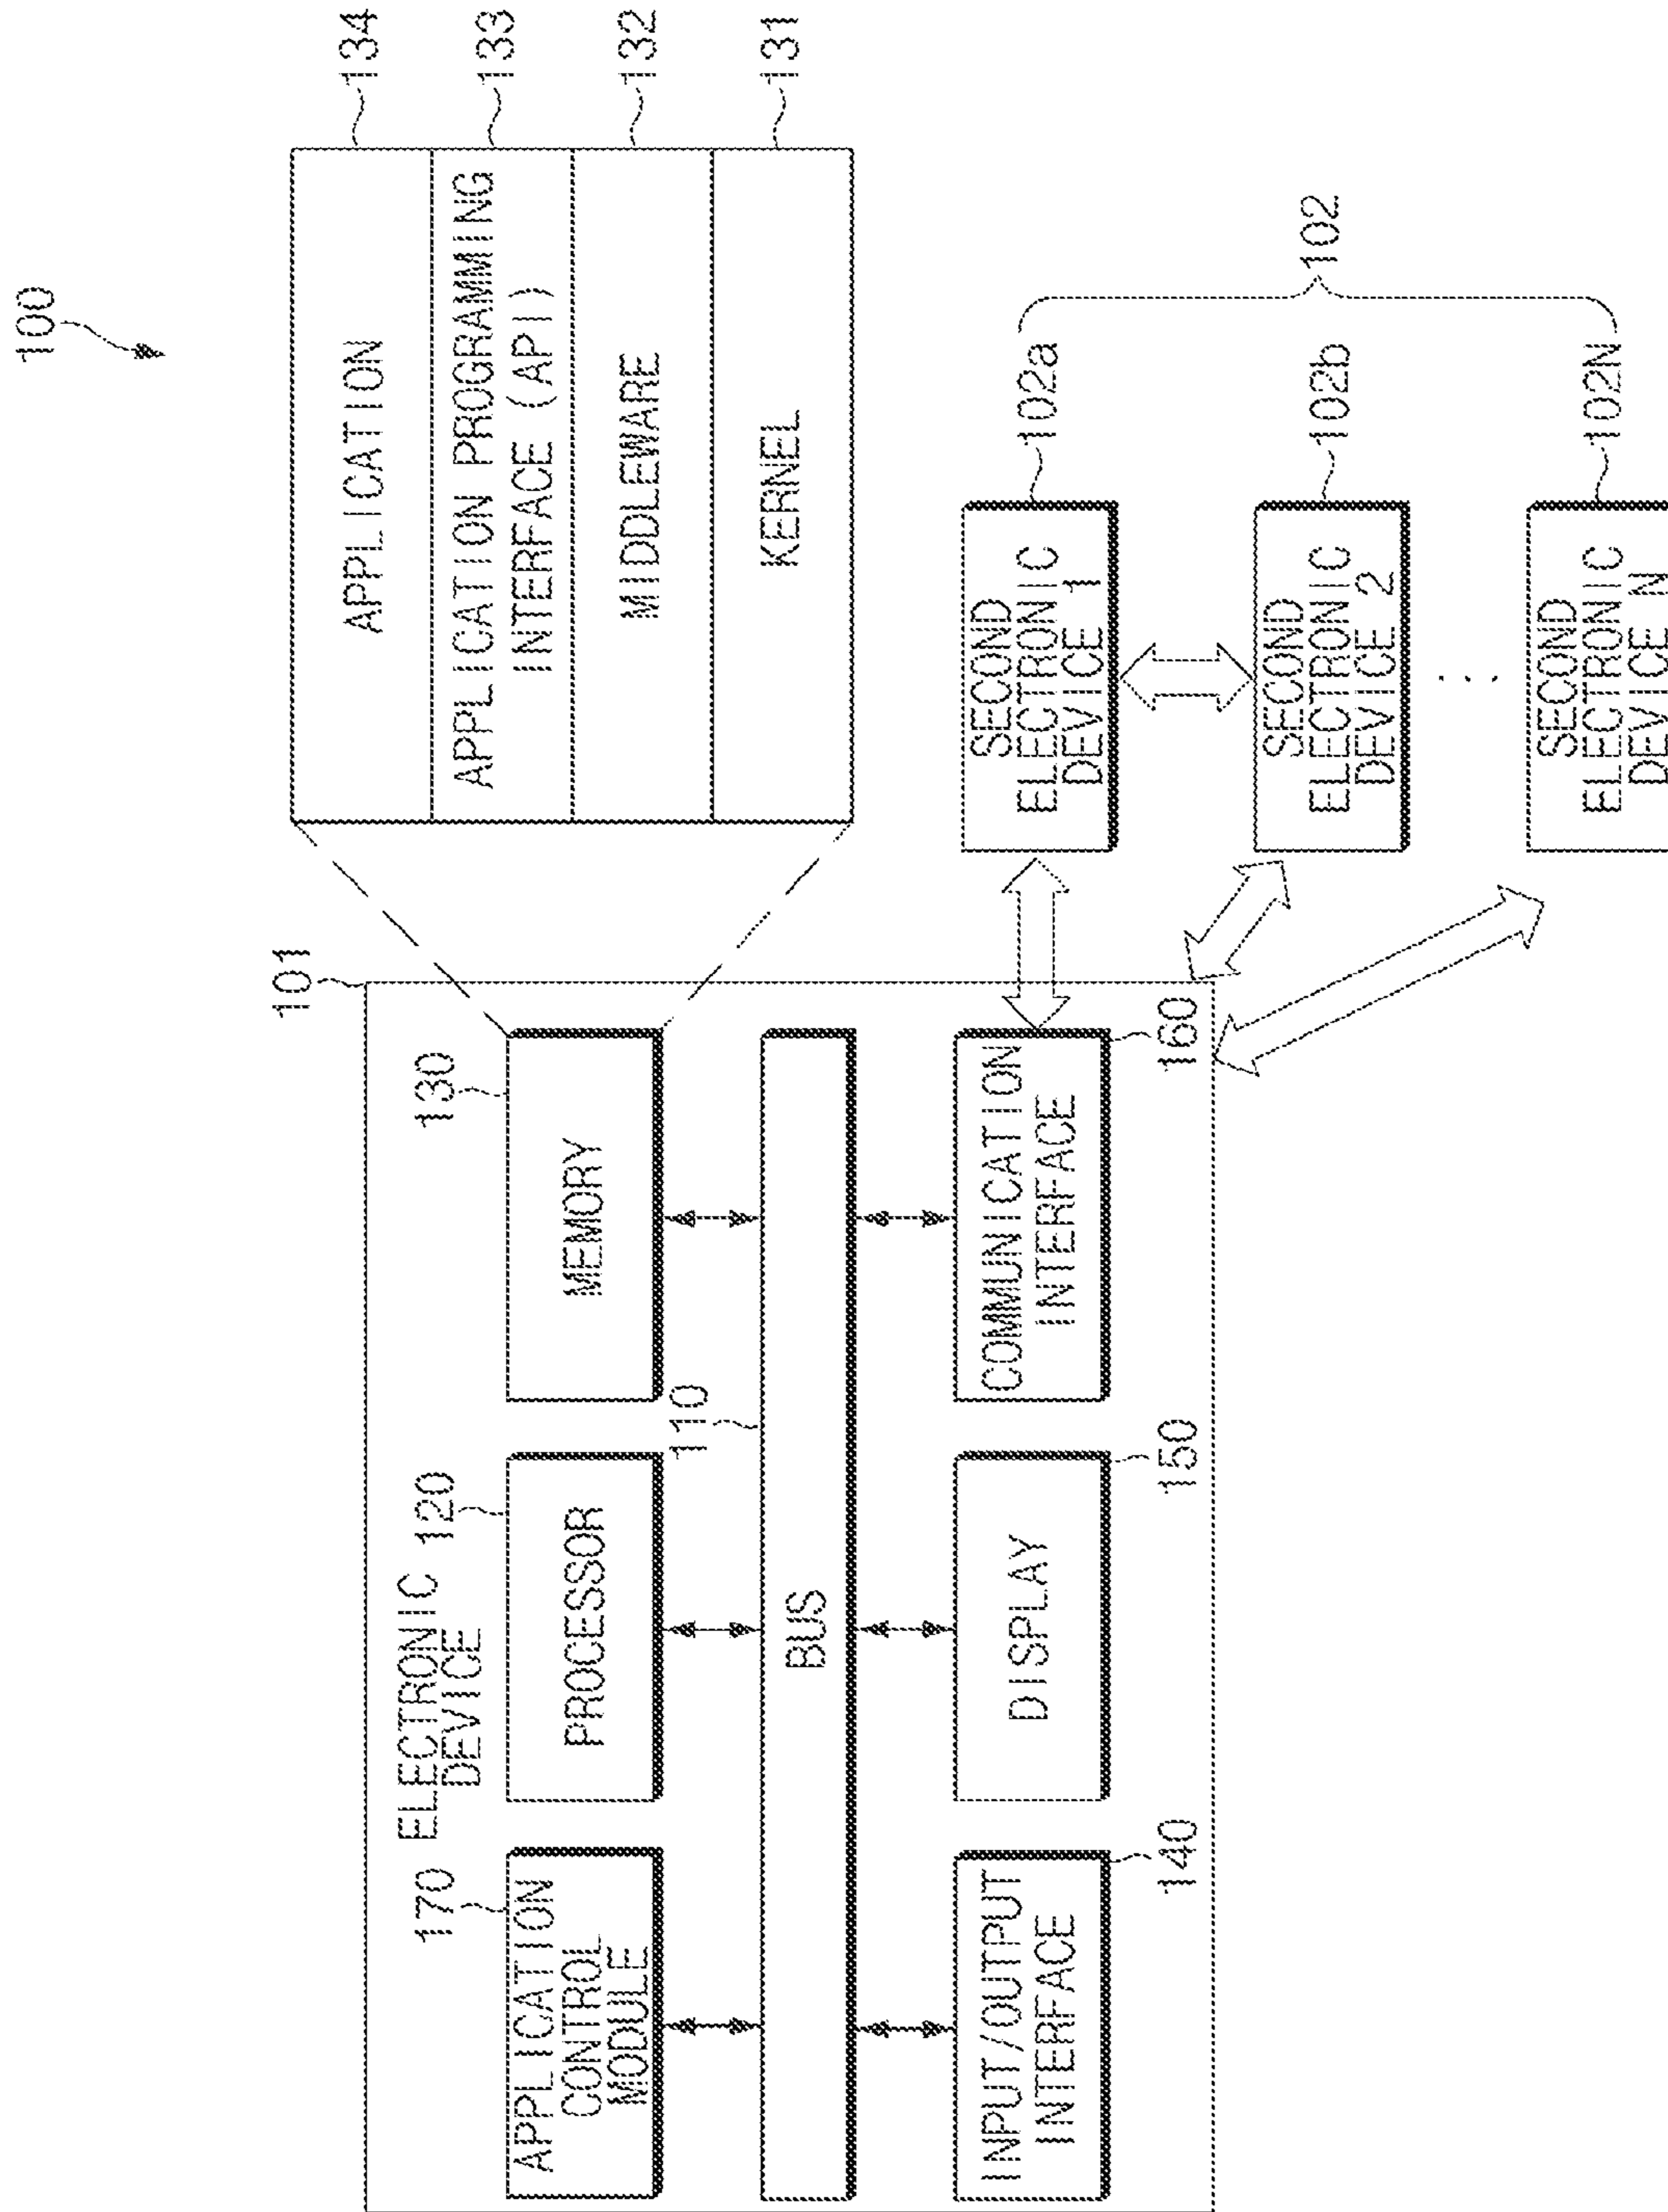 100
101
ELECTRONIC
DEVICE
170
120
130
APPLICATION
CONTROL
MODULE
PROCESSOR
MEMORY
110
BUS
INPUT/OUTPUT
INTERFACE
DISPLAY
COMMUNICATION
INTERFACE
140
150
160
APPLICATION
134
APPLICATION PROGRAMMING
INTERFACE (API)
133
MIDDLEWARE
132
KERNEL
131
SECOND
ELECTRONIC
DEVICE 1
102a
SECOND
ELECTRONIC
DEVICE 2
102b
. . .
SECOND
ELECTRONIC
DEVICE N
102N
102